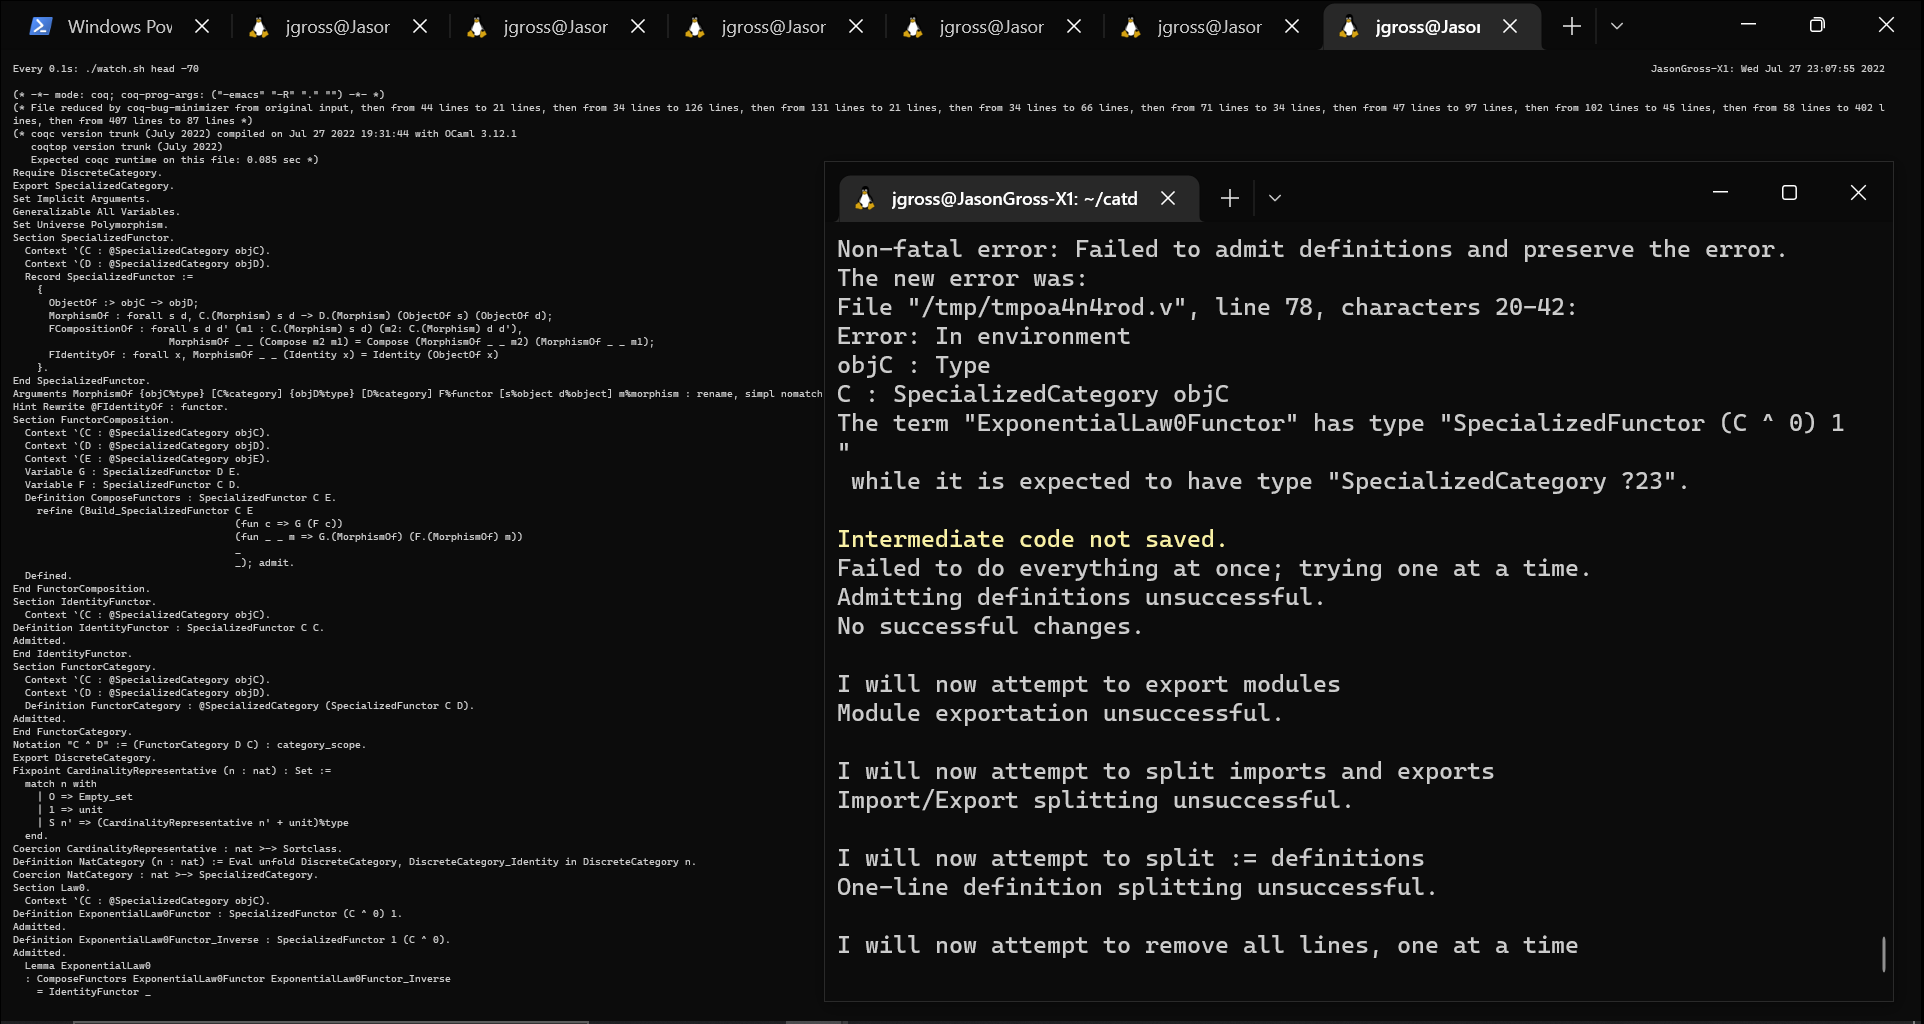 Windows Pow
jgross@Jasor
jgross@Jasor
jgross@Jasor
jgross@Jasor
jgross@Jasor
jgross@Jasor
Every 0.1s: ./watch.sh head -70
JasonGross-X1: Wed Jul 27 23:07:55 2022
(* -*- mode: coq; coq-prog-args: ("-emacs" "-R" "." "") -*- *)
(* File reduced by coq-bug-minimizer from original input, then from 44 lines to 21 lines, then from 34 lines to 126 lines, then from 131 lines to 21 lines, then from 34 lines to 66 lines, then from 71 lines to 34 lines, then from 47 lines to 97 lines, then from 102 lines to 45 lines, then from 58 lines to 402 l
ines, then from 407 lines to 87 lines *)
(* coqc version trunk (July 2022) compiled on Jul 27 2022 19:31:44 with OCaml 3.12.1
   coqtop version trunk (July 2022)
   Expected coqc runtime on this file: 0.085 sec *)
Require DiscreteCategory.
Export SpecializedCategory.
Set Implicit Arguments.
Generalizable All Variables.
Set Universe Polymorphism.
Section SpecializedFunctor.
  Context `(C : @SpecializedCategory objC).
  Context `(D : @SpecializedCategory objD).
  Record SpecializedFunctor :=
    {
      ObjectOf :> objC -> objD;
      MorphismOf : forall s d, C.(Morphism) s d -> D.(Morphism) (ObjectOf s) (ObjectOf d);
      FCompositionOf : forall s d d' (m1 : C.(Morphism) s d) (m2: C.(Morphism) d d'),
                          MorphismOf _ _ (Compose m2 m1) = Compose (MorphismOf _ _ m2) (MorphismOf _ _ m1);
      FIdentityOf : forall x, MorphismOf _ _ (Identity x) = Identity (ObjectOf x)
    }.
End SpecializedFunctor.
Arguments MorphismOf {objC%type} [C%category] {objD%type} [D%category] F%functor [s%object d%object] m%morphism : rename, simpl nomatch
Hint Rewrite @FIdentityOf : functor.
Section FunctorComposition.
  Context `(C : @SpecializedCategory objC).
  Context `(D : @SpecializedCategory objD).
  Context `(E : @SpecializedCategory objE).
  Variable G : SpecializedFunctor D E.
  Variable F : SpecializedFunctor C D.
  Definition ComposeFunctors : SpecializedFunctor C E.
    refine (Build_SpecializedFunctor C E
                                     (fun c => G (F c))
                                     (fun _ _ m => G.(MorphismOf) (F.(MorphismOf) m))
                                     _
                                     _); admit.
  Defined.
End FunctorComposition.
Section IdentityFunctor.
  Context `(C : @SpecializedCategory objC).
Definition IdentityFunctor : SpecializedFunctor C C.
Admitted.
End IdentityFunctor.
Section FunctorCategory.
  Context `(C : @SpecializedCategory objC).
  Context `(D : @SpecializedCategory objD).
  Definition FunctorCategory : @SpecializedCategory (SpecializedFunctor C D).
Admitted.
End FunctorCategory.
Notation "C ^ D" := (FunctorCategory D C) : category_scope.
Export DiscreteCategory.
Fixpoint CardinalityRepresentative (n : nat) : Set :=
  match n with
    | O => Empty_set
    | 1 => unit
    | S n' => (CardinalityRepresentative n' + unit)%type
  end.
Coercion CardinalityRepresentative : nat >-> Sortclass.
Definition NatCategory (n : nat) := Eval unfold DiscreteCategory, DiscreteCategory_Identity in DiscreteCategory n.
Coercion NatCategory : nat >-> SpecializedCategory.
Section Law0.
  Context `(C : @SpecializedCategory objC).
Definition ExponentialLaw0Functor : SpecializedFunctor (C ^ 0) 1.
Admitted.
Definition ExponentialLaw0Functor_Inverse : SpecializedFunctor 1 (C ^ 0).
Admitted.
  Lemma ExponentialLaw0
  : ComposeFunctors ExponentialLaw0Functor ExponentialLaw0Functor_Inverse
    = IdentityFunctor _
jgross@JasonGross-X1: ~/catd
Non-fatal error: Failed to admit definitions and preserve the error.
The new error was:
File "/tmp/tmpoa4n4rod.v", line 78, characters 20-42:
Error: In environment
objC : Type
C : SpecializedCategory objC
The term "ExponentialLaw0Functor" has type "SpecializedFunctor (C ^ 0) 1
"
 while it is expected to have type "SpecializedCategory ?23".
Intermediate code not saved.
Failed to do everything at once; trying one at a time.
Admitting definitions unsuccessful.
No successful changes.
I will now attempt to export modules
Module exportation unsuccessful.
I will now attempt to split imports and exports
Import/Export splitting unsuccessful.
I will now attempt to split := definitions
One-line definition splitting unsuccessful.
I will now attempt to remove all lines, one at a time